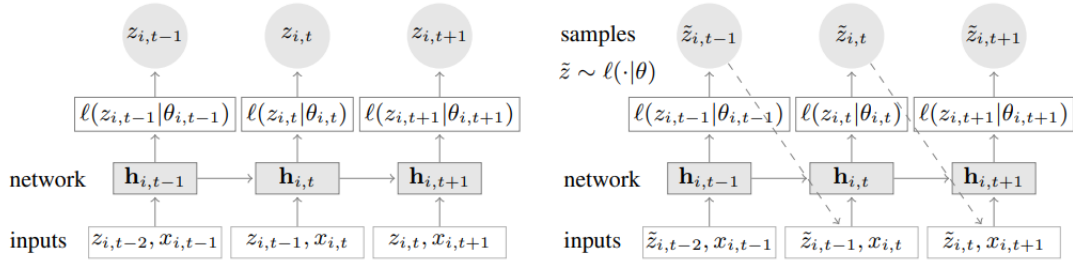 z_{i,t−1} z_{i,t} z_{i,t+1}
ℓ(z_{i,t−1}|θ_{i,t−1}) ℓ(z_{i,t}|θ_{i,t}) ℓ(z_{i,t+1}|θ_{i,t+1})
network h_{i,t−1} h_{i,t} h_{i,t+1}
inputs z_{i,t−2}, x_{i,t−1} z_{i,t−1}, x_{i,t} z_{i,t}, x_{i,t+1}
samples z̃_{i,t−1} z̃_{i,t} z̃_{i,t+1}
z̃ ∼ ℓ(·|θ)
ℓ(z_{i,t−1}|θ_{i,t−1}) ℓ(z_{i,t}|θ_{i,t}) ℓ(z_{i,t+1}|θ_{i,t+1})
network h_{i,t−1} h_{i,t} h_{i,t+1}
inputs z̃_{i,t−2}, x_{i,t−1} z̃_{i,t−1}, x_{i,t} z̃_{i,t}, x_{i,t+1}